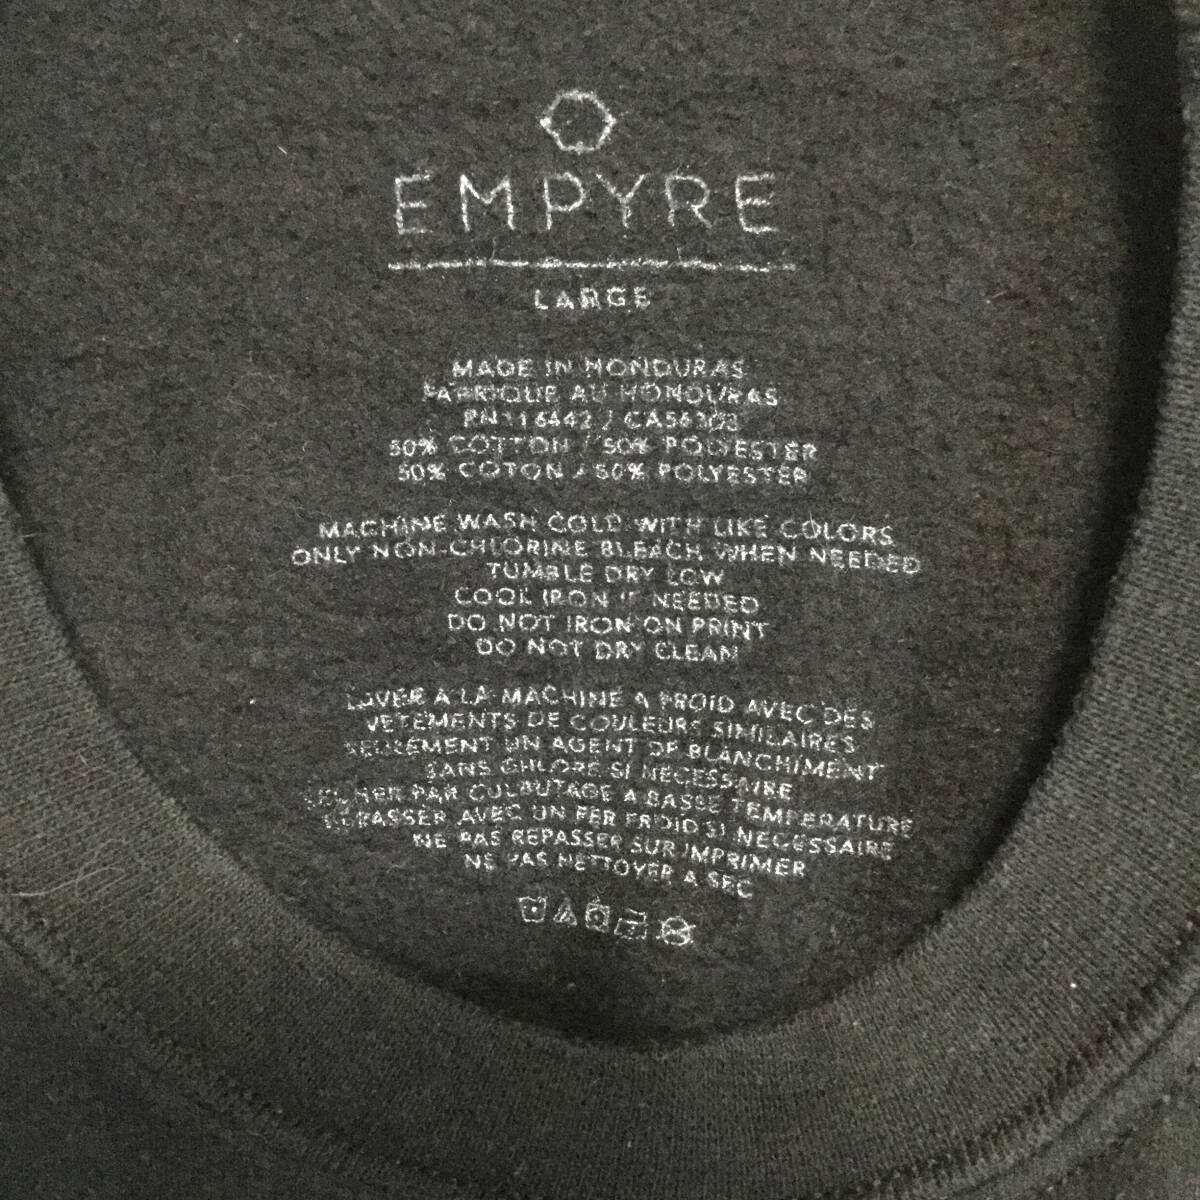 EMPYRE
LARGE
MADE IN HONDURAS
FABRIQUE AU HONDURAS
RN116442 / CA56303
50% COTTON / 50% POLYESTER
50% COTON / 50% POLYESTER
MACHINE WASH COLD WITH LIKE COLORS
ONLY NON-CHLORINE BLEACH WHEN NEEDED
TUMBLE DRY LOW
COOL IRON IF NEEDED
DO NOT IRON ON PRINT
DO NOT DRY CLEAN
LAVER A LA MACHINE A FROID AVEC DES
VETEMENTS DE COULEURS SIMILAIRES
SEULEMENT UN AGENT DE BLANCHIMENT
SANS CHLORE SI NECESSAIRE
PAR CULBUTAGE A BASSE TEMPERATURE
REPASSER AVEC UN FER FROID SI NECESSAIRE
NE PAS REPASSER SUR IMPRIMER
NE PAS NETTOYER A SEC